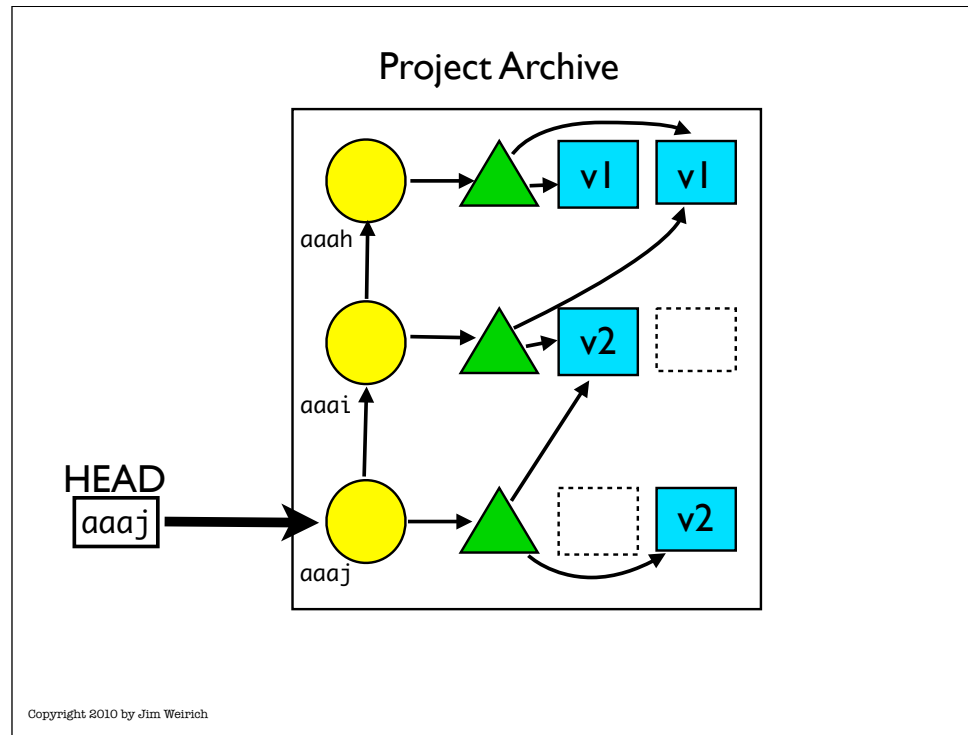 Project Archive
v1 v1
aaah
v2
aaai
HEAD
aaaj
v2
aaaj
Copyright 2010 by Jim Weirich